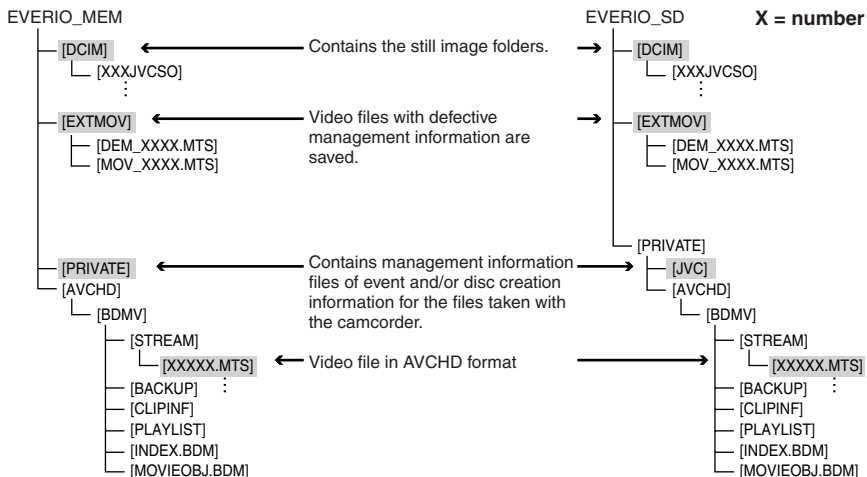 EVERIO_MEM
[DCIM]
[XXXJVCSO]
[EXTMOV]
[DEM_XXXX.MTS]
[MOV_XXXX.MTS]
[PRIVATE]
[AVCHD]
[BDMV]
[STREAM]
[XXXXX.MTS]
[BACKUP]
[CLIPINF]
[PLAYLIST]
[INDEX.BDM]
[MOVIEOBJ.BDM]
Contains the still image folders.
Video files with defective
management information are
saved.
Contains management information
files of event and/or disc creation
information for the files taken with
the camcorder.
Video file in AVCHD format
EVERIO_SD
X = number
[DCIM]
[XXXJVCSO]
[EXTMOV]
[DEM_XXXX.MTS]
[MOV_XXXX.MTS]
[PRIVATE]
[JVC]
[AVCHD]
[BDMV]
[STREAM]
[XXXXX.MTS]
[BACKUP]
[CLIPINF]
[PLAYLIST]
[INDEX.BDM]
[MOVIEOBJ.BDM]